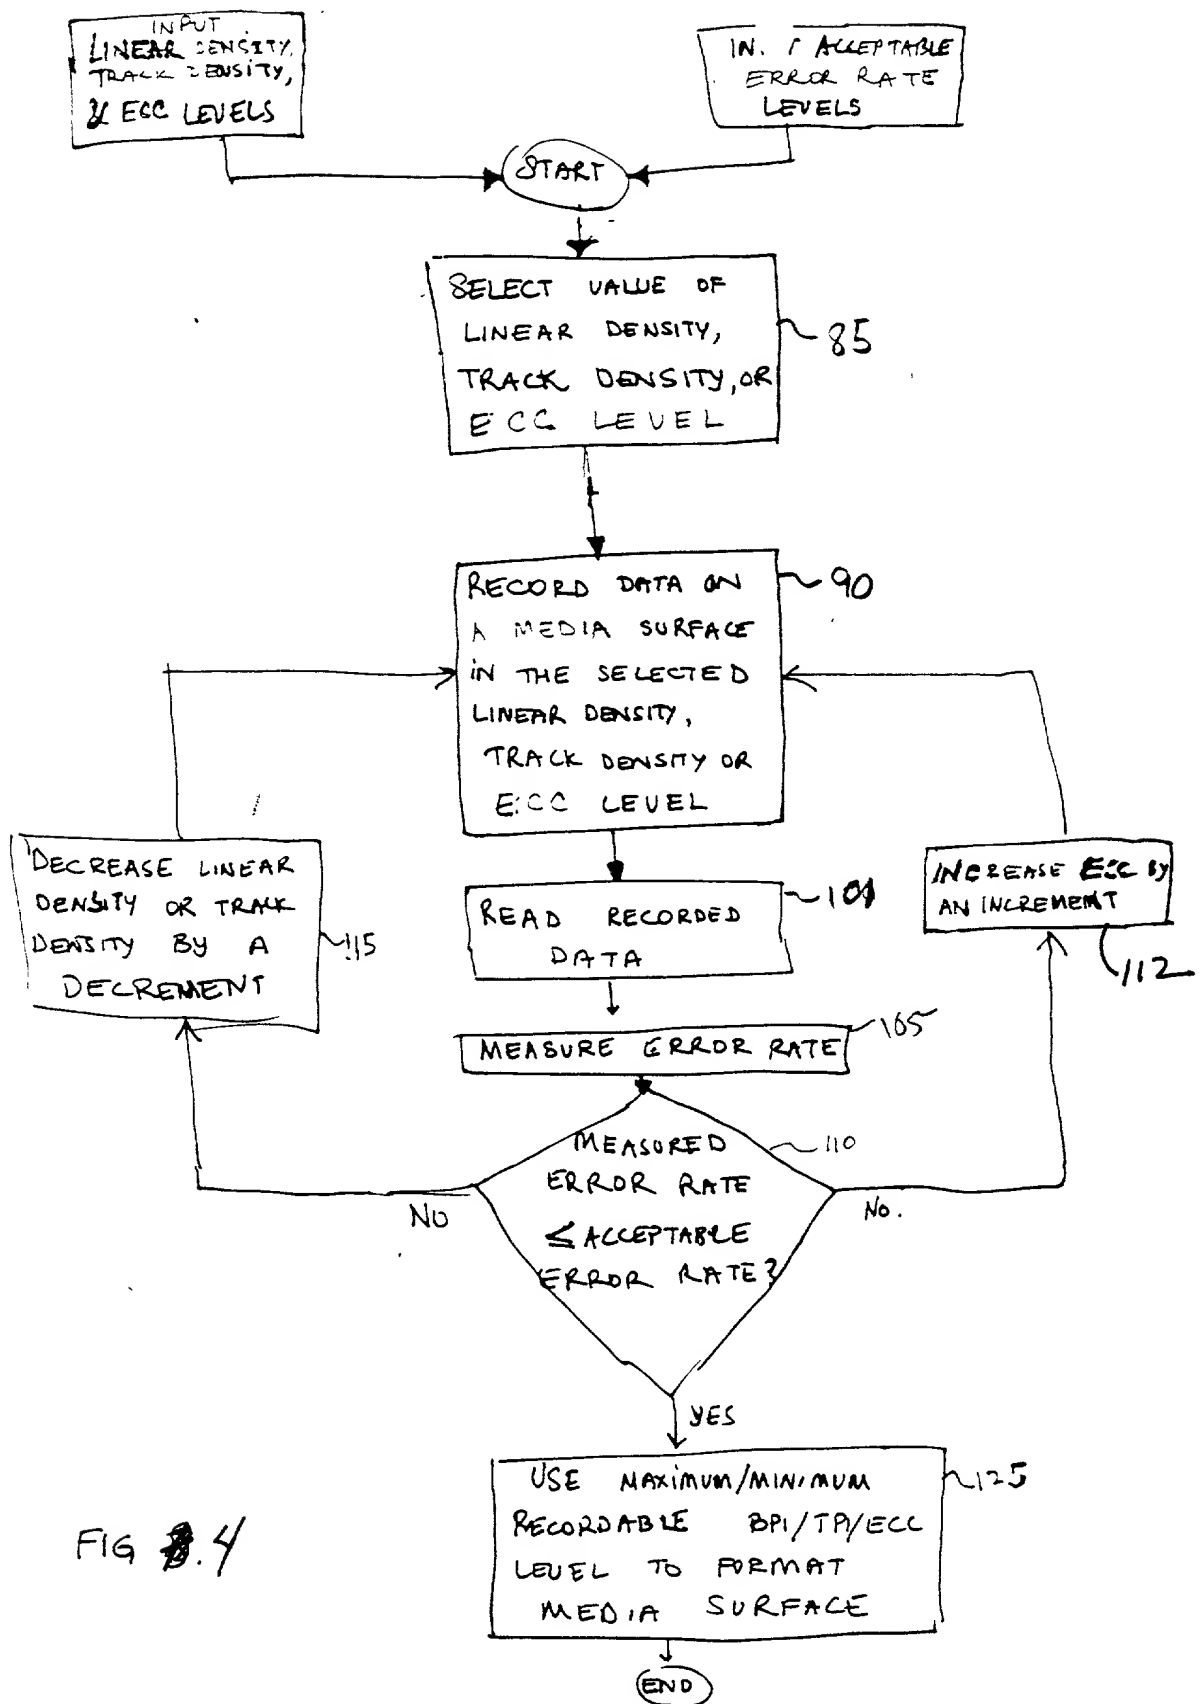 INPUT
LINEAR DENSITY,
TRACK DENSITY,
& ECC LEVELS
ACCEPTABLE
ERROR RATE
LEVELS
START
SELECT VALUE OF
LINEAR DENSITY,
TRACK DENSITY, OR
ECC LEVEL
85
RECORD DATA ON
A MEDIA SURFACE
IN THE SELECTED
LINEAR DENSITY,
TRACK DENSITY OR
ECC LEVEL
90
DECREASE LINEAR
DENSITY OR TRACK
DENSITY BY A
DECREMENT
115
READ RECORDED
DATA
INCREASE ECC BY
AN INCREMENT
112
MEASURE ERROR RATE
105
MEASURED
ERROR RATE
≤ ACCEPTABLE
ERROR RATE?
110
NO
NO.
YES
USE MAXIMUM/MINIMUM
RECORDABLE BPI/TPI/ECC
LEVEL TO FORMAT
MEDIA SURFACE
125
END
FIG .4